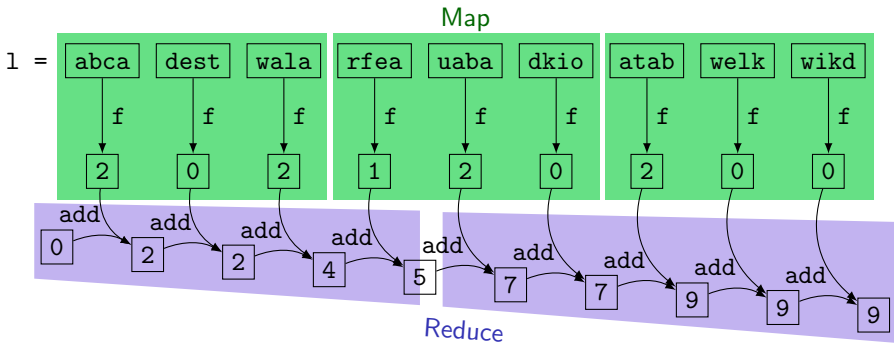 Map
l = abca dest wala rfea uaba dkio atab welk wikd
f f f f f f f f f
2 0 2 1 2 0 2 0 0
add add add add add add add add add
0 2 2 4 5 7 7 9 9 9
Reduce